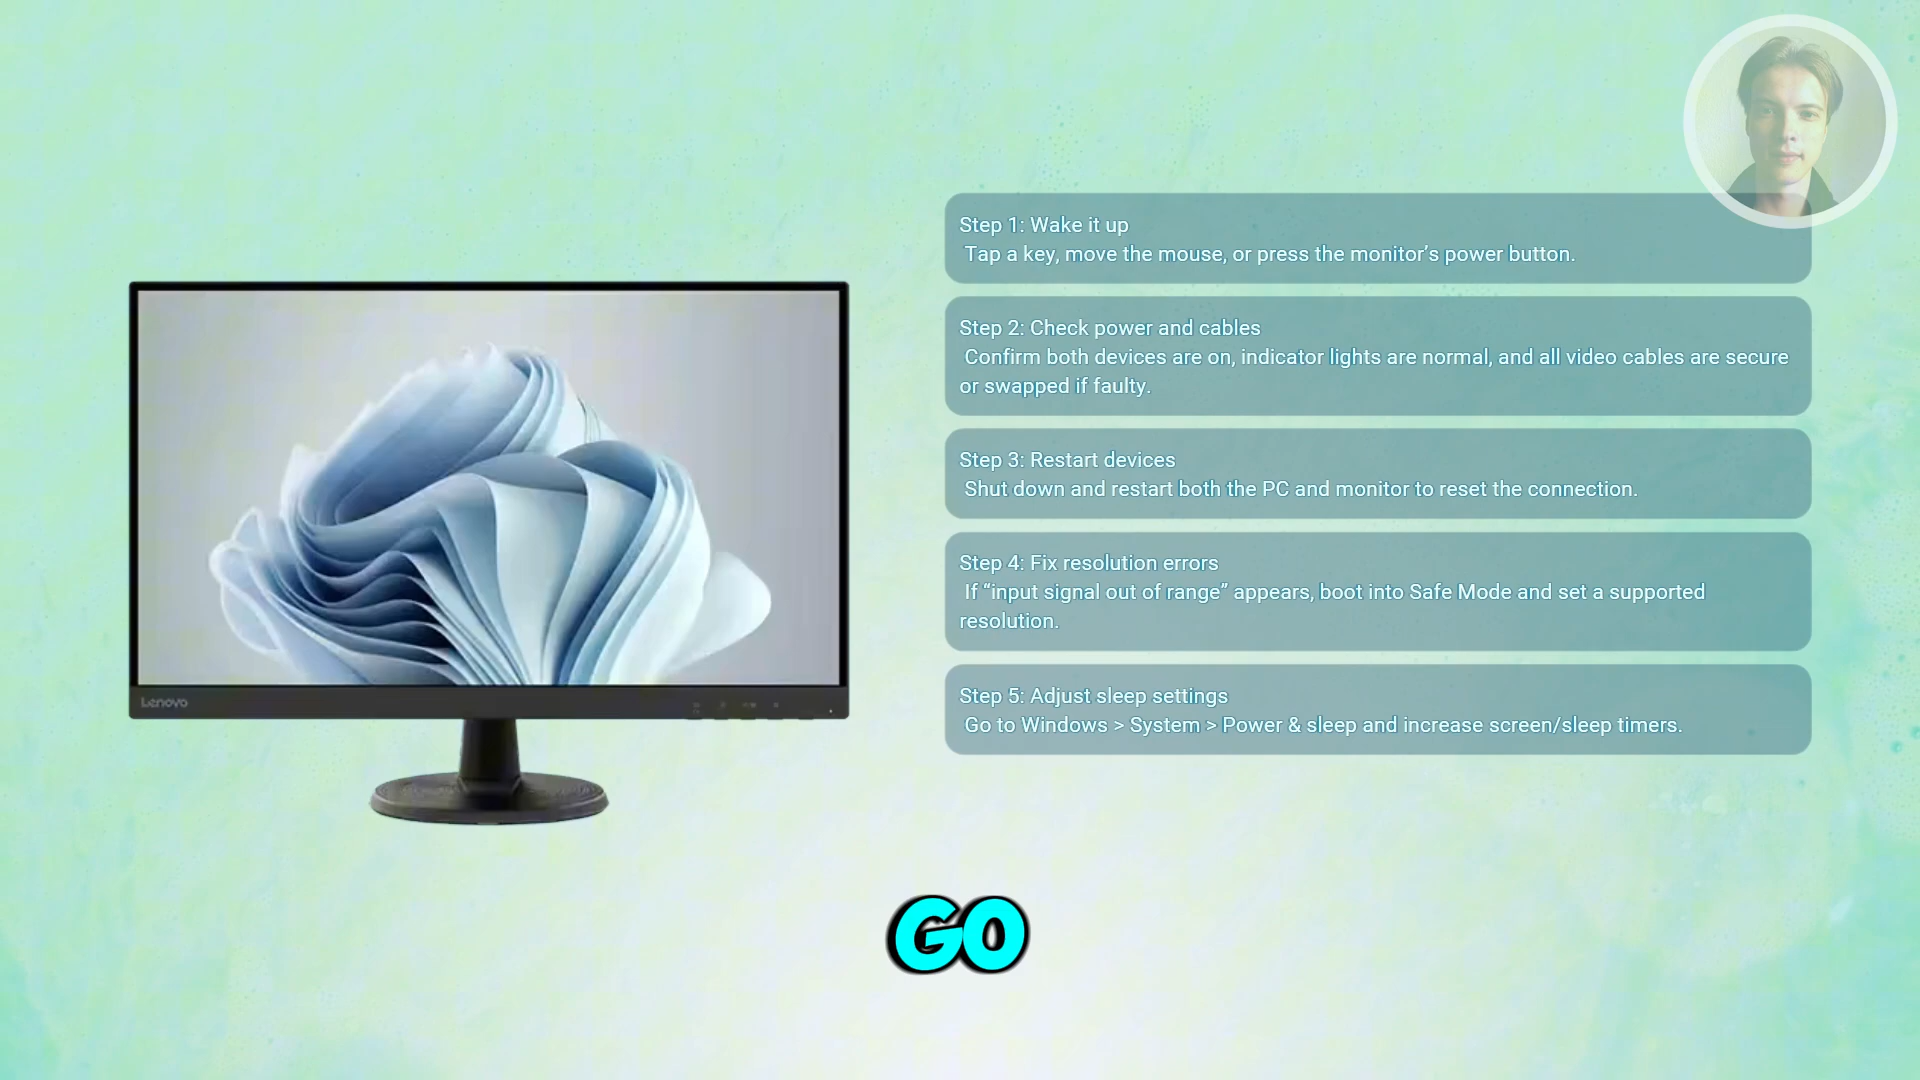 Step 1: Wake it up
Tap a key, move the mouse, or press the monitor’s power button.
Step 2: Check power and cables
Confirm both devices are on, indicator lights are normal, and all video cables are secure
or swapped if faulty.
Step 3: Restart devices
Shut down and restart both the PC and monitor to reset the connection.
Step 4: Fix resolution errors
If “input signal out of range” appears, boot into Safe Mode and set a supported
resolution.
Step 5: Adjust sleep settings
Go to Windows > System > Power & sleep and increase screen/sleep timers.
Lenovo
GO